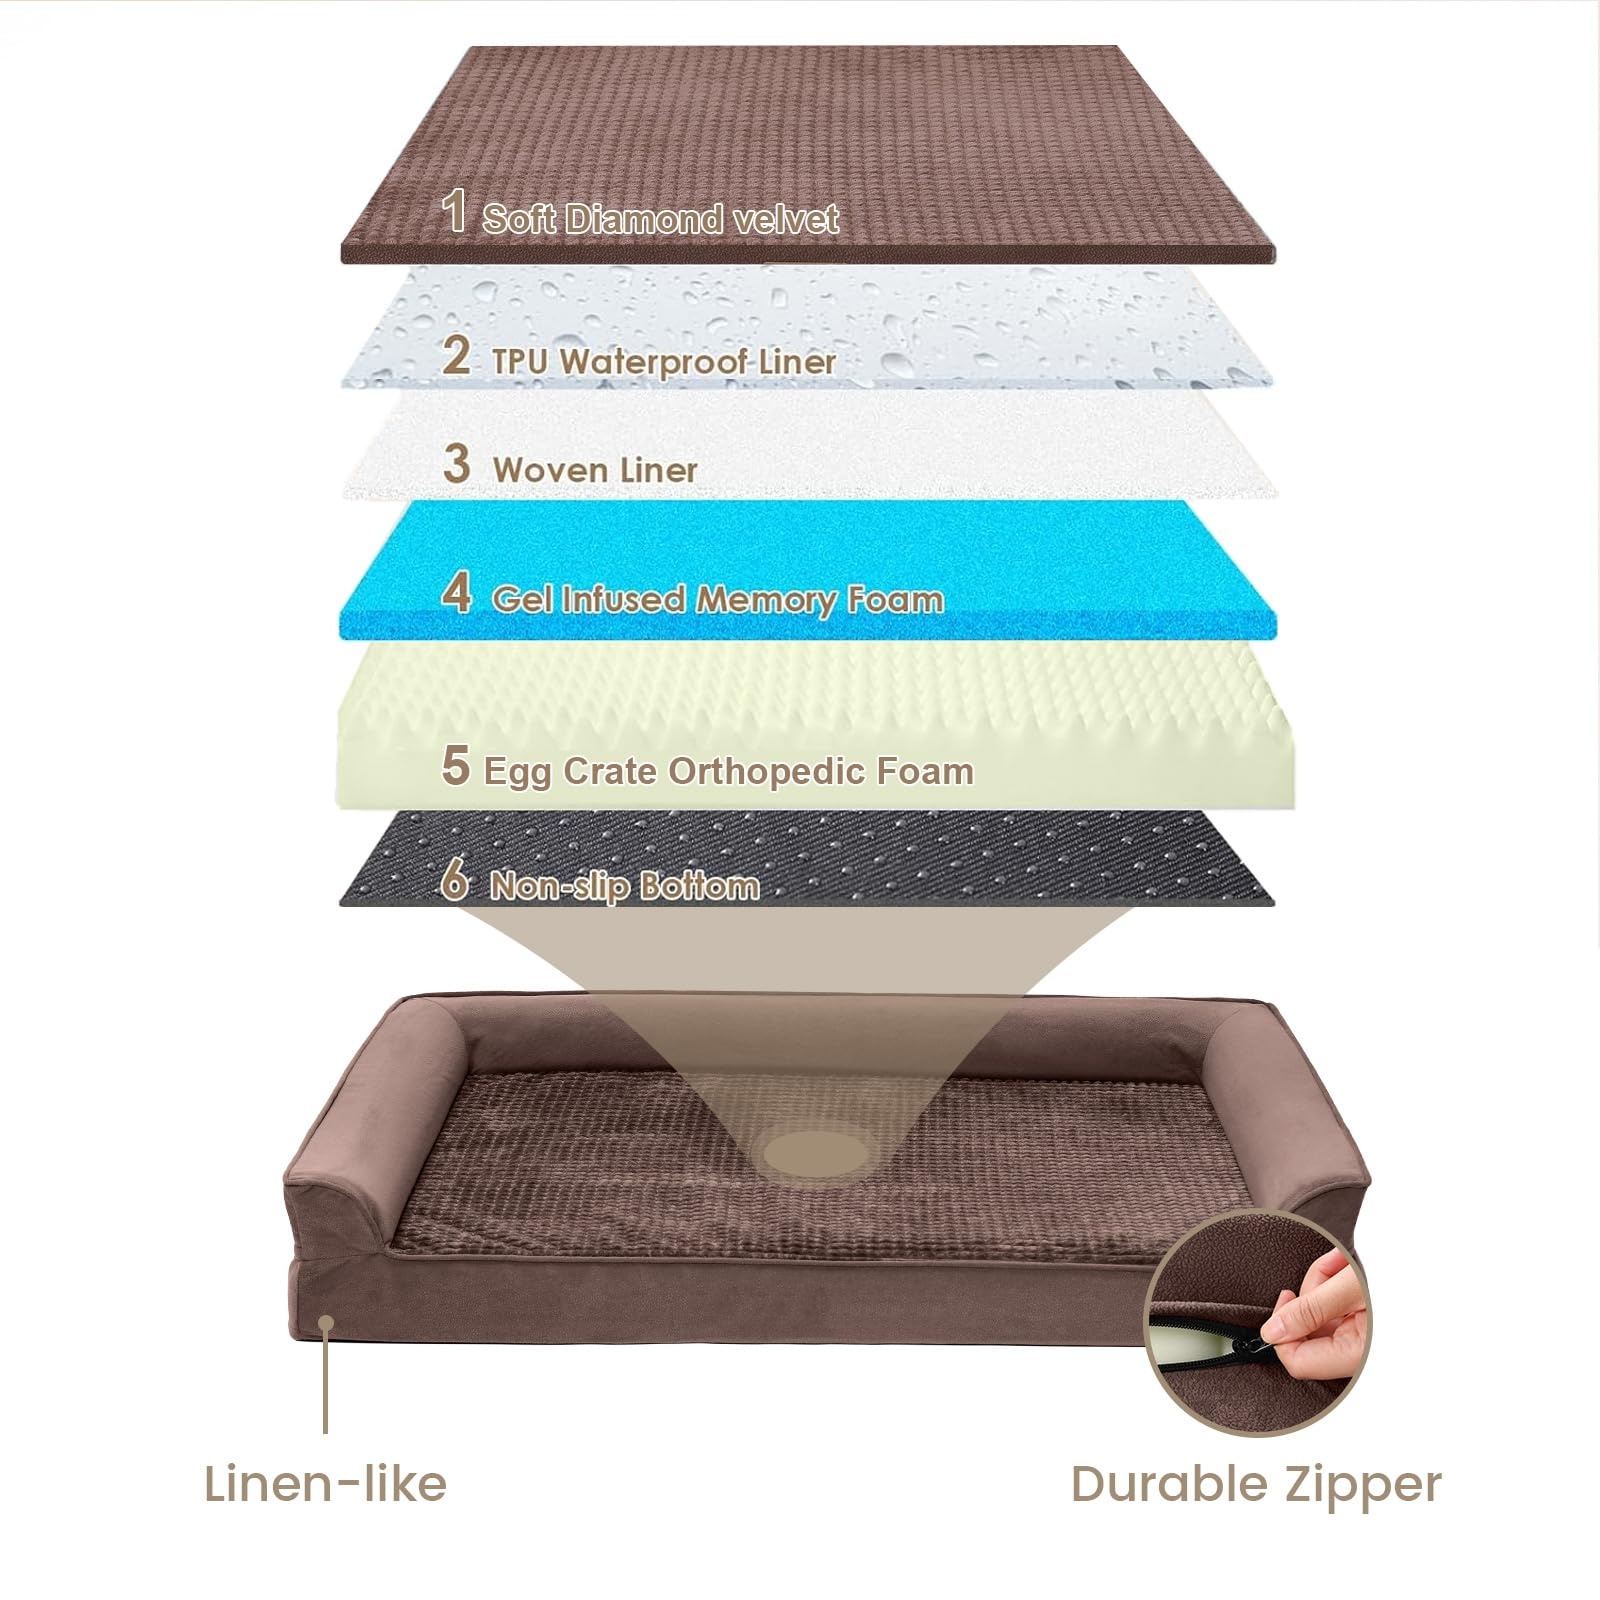 1 Soft Diamond velvet
2 TPU Waterproof Liner
3 Woven Liner
4 Gel Infused Memory Foam
5 Egg Crate Orthopedic Foam
6 Non-slip Bottom
Linen-like
Durable Zipper